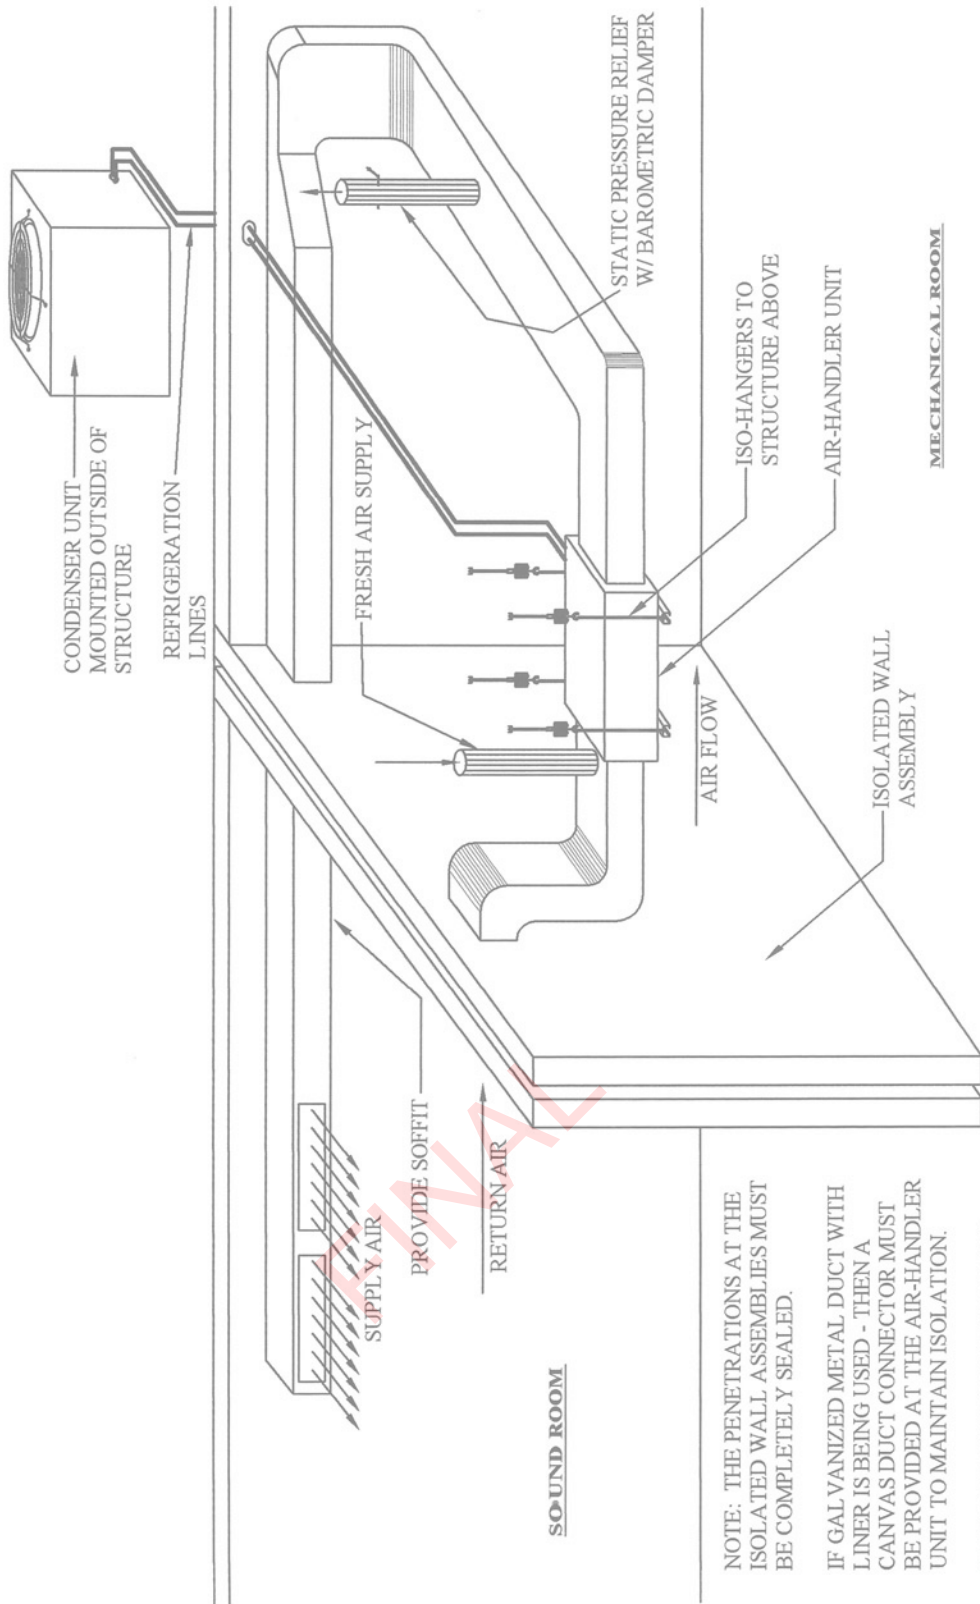 CONDENSER UNIT
MOUNTED OUTSIDE OF
STRUCTURE
REFRIGERATION
LINES
FRESH AIR SUPPLY
STATIC PRESSURE RELIEF
W/ BAROMETRIC DAMPER
ISO-HANGERS TO
STRUCTURE ABOVE
AIR-HANDLER UNIT
MECHANICAL ROOM
AIR FLOW
ISOLATED WALL
ASSEMBLY
SUPPLY AIR
PROVIDE SOFFIT
RETURN AIR
FINAL
SOUND ROOM
NOTE: THE PENETRATIONS AT THE
ISOLATED WALL ASSEMBLIES MUST
BE COMPLETELY SEALED.
IF GALVANIZED METAL DUCT WITH
LINER IS BEING USED - THEN A
CANVAS DUCT CONNECTOR MUST
BE PROVIDED AT THE AIR-HANDLER
UNIT TO MAINTAIN ISOLATION.